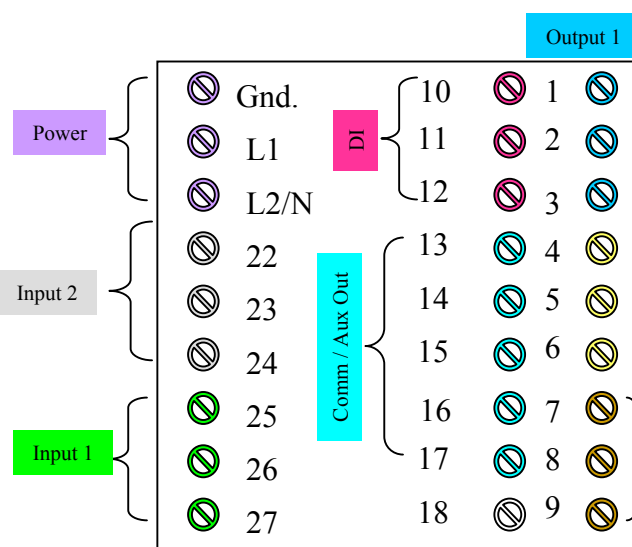 Output 1
Gnd. 10 1
Power DI L1 11 2
L2/N 12 3
22 13 4
Input 2 23 14 5
Comm / Aux Out
24 15 6
25 16 7
Input 1 26 17 8
27 18 9